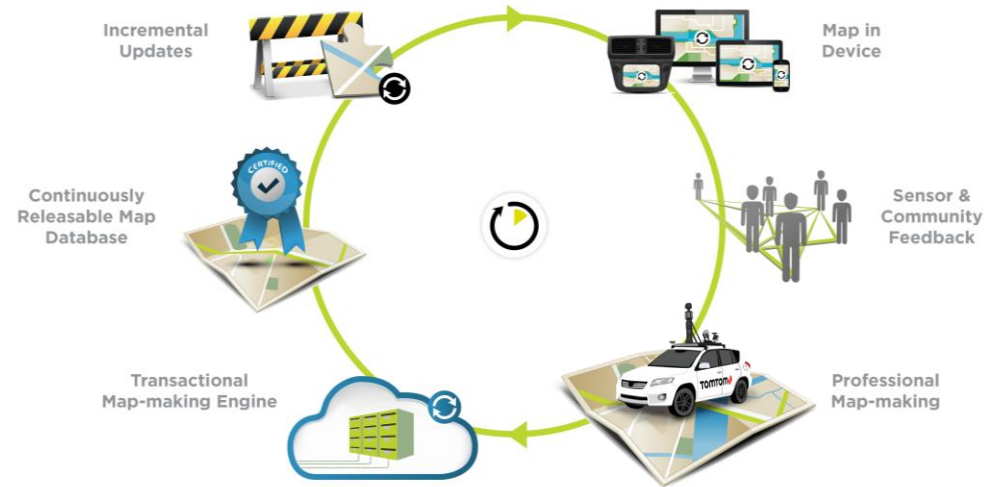 Incremental
Updates
Map in
Device
CERTIFIED
Continuously
Releasable Map
Database
Sensor &
Community
Feedback
TOMTOM
Transactional
Map-making Engine
Professional
Map-making